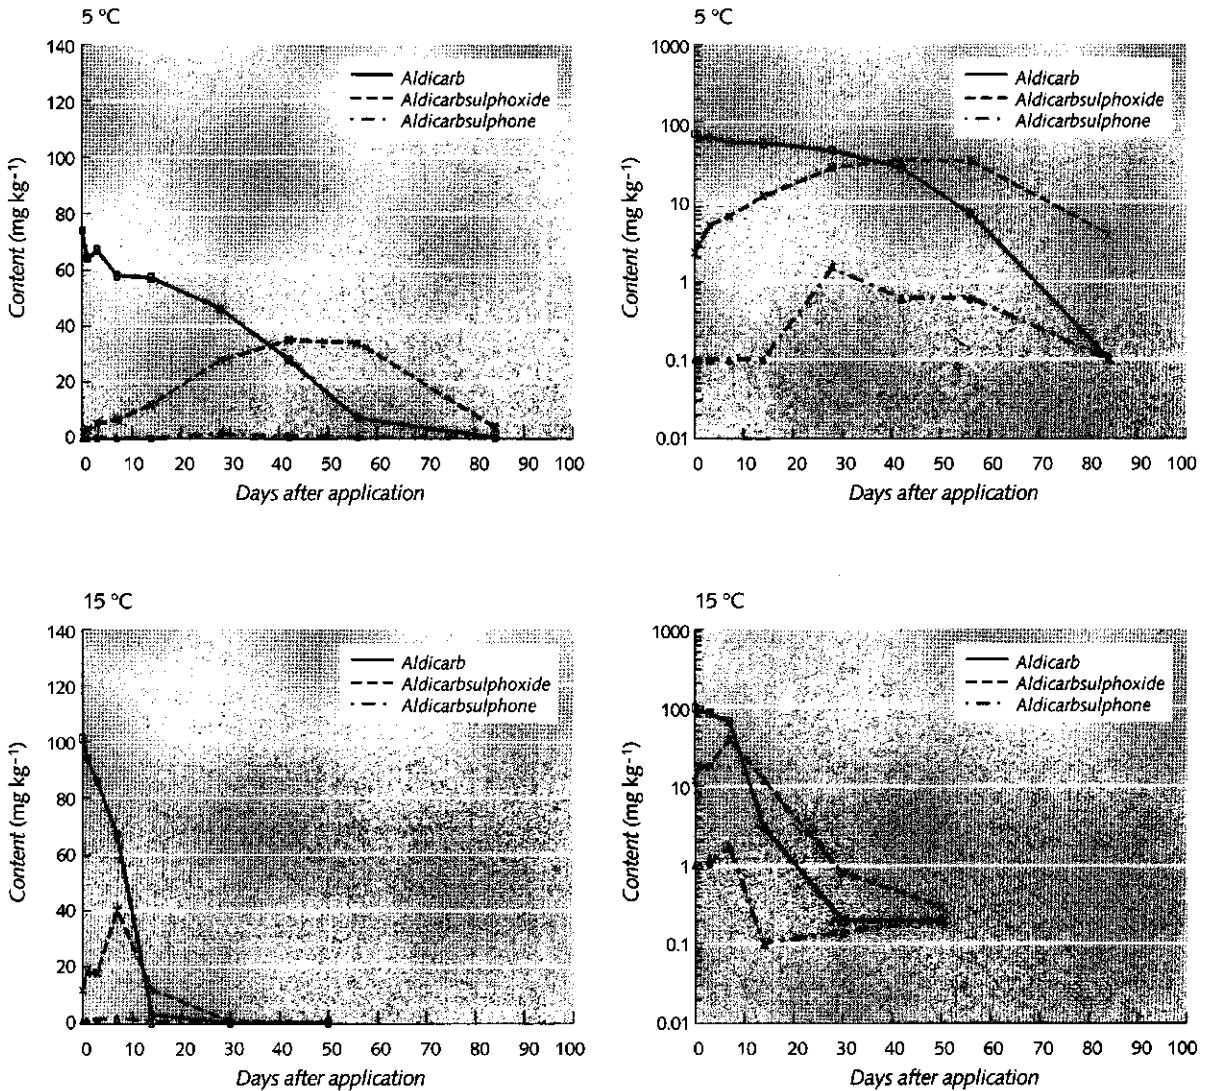 5 °C
140
120
100
80
60
40
20
0
Content (mg kg⁻¹)
Aldicarb
Aldicarbsulphoxide
Aldicarbsulphone
0 10 20 30 40 50 60 70 80 90 100
Days after application
5 °C
1000
100
10
1
0.1
0.01
Content (mg kg⁻¹)
Aldicarb
Aldicarbsulphoxide
Aldicarbsulphone
0 10 20 30 40 50 60 70 80 90 100
Days after application
15 °C
140
120
100
80
60
40
20
0
Content (mg kg⁻¹)
Aldicarb
Aldicarbsulphoxide
Aldicarbsulphone
0 10 20 30 40 50 60 70 80 90 100
Days after application
15 °C
1000
100
10
1
0.1
0.01
Content (mg kg⁻¹)
Aldicarb
Aldicarbsulphoxide
Aldicarbsulphone
0 10 20 30 40 50 60 70 80 90 100
Days after application